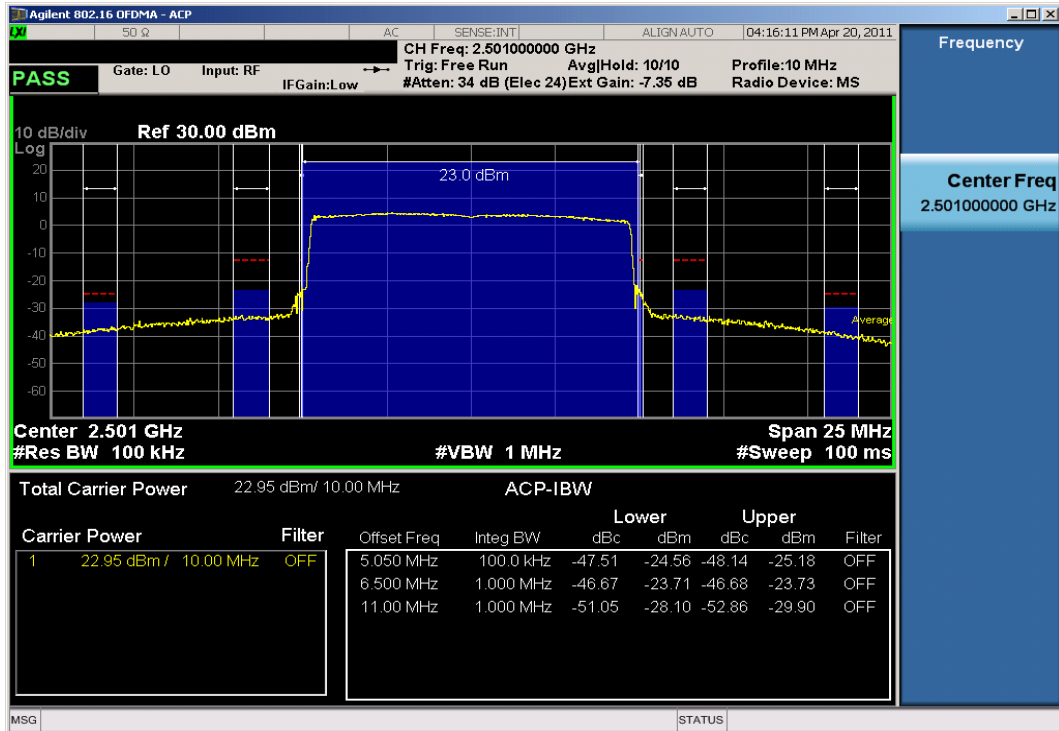 Agilent 802.16 OFDMA - ACP
LXI 50 Ω AC SENSE:INT ALIGN AUTO 04:16:11 PM Apr 20, 2011
CH Freq: 2.501000000 GHz
PASS Gate: LO Input: RF Trig: Free Run Avg|Hold: 10/10 Profile:10 MHz
IFGain:Low #Atten: 34 dB (Elec 24) Ext Gain: -7.35 dB Radio Device: MS
10 dB/div Ref 30.00 dBm
Log
20
10
0
-10
-20
-30
-40
-50
-60
23.0 dBm
Average
Center 2.501 GHz Span 25 MHz
#Res BW 100 kHz #VBW 1 MHz #Sweep 100 ms
Total Carrier Power 22.95 dBm/ 10.00 MHz ACP-IBW
Lower Upper
Carrier Power Filter Offset Freq Integ BW dBc dBm dBc dBm Filter
1 22.95 dBm / 10.00 MHz OFF 5.050 MHz 100.0 kHz -47.51 -24.56 -48.14 -25.18 OFF
6.500 MHz 1.000 MHz -46.67 -23.71 -46.68 -23.73 OFF
11.00 MHz 1.000 MHz -51.05 -28.10 -52.86 -29.90 OFF
MSG STATUS
Frequency
Center Freq
2.501000000 GHz